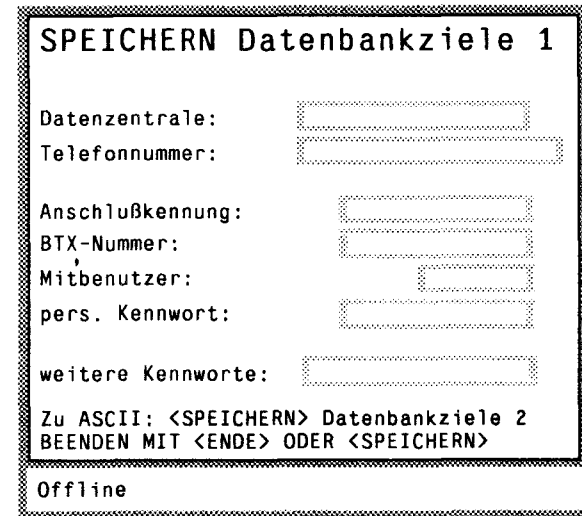 SPEICHERN Datenbankziele 1
Datenzentrale:
Telefonnummer:
Anschlußkennung:
BTX-Nummer:
Mitbenutzer:
pers. Kennwort:
weitere Kennworte:
Zu ASCII: <SPEICHERN> Datenbankziele 2
BEENDEN MIT <ENDE> ODER <SPEICHERN>
Offline